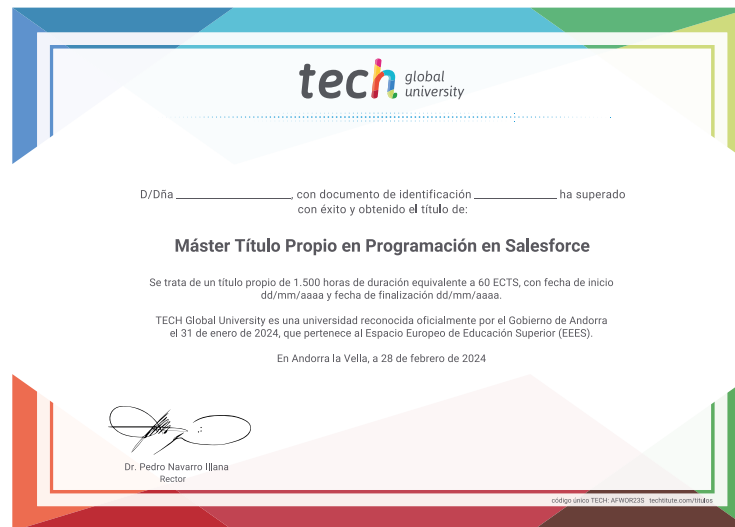 tech global university
D/Dña ____________________, con documento de identificación ______________ ha superado
con éxito y obtenido el título de:
Máster Título Propio en Programación en Salesforce
Se trata de un título propio de 1.500 horas de duración equivalente a 60 ECTS, con fecha de inicio
dd/mm/aaaa y fecha de finalización dd/mm/aaaa.
TECH Global University es una universidad reconocida oficialmente por el Gobierno de Andorra
el 31 de enero de 2024, que pertenece al Espacio Europeo de Educación Superior (EEES).
En Andorra la Vella, a 28 de febrero de 2024
Dr. Pedro Navarro Illana
Rector
código único TECH: AFWOR23S techtitute.com/titulos